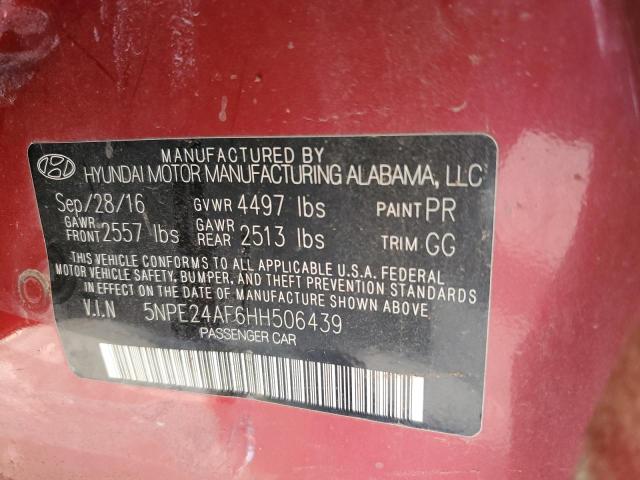 MANUFACTURED BY
HYUNDAI MOTOR MANUFACTURING ALABAMA, LLC
Sep/28/16 GVWR 4497 lbs PAINT PR
GAWR FRONT 2557 lbs GAWR REAR 2513 lbs TRIM GG
THIS VEHICLE CONFORMS TO ALL APPLICABLE U.S.A. FEDERAL
MOTOR VEHICLE SAFETY, BUMPER, AND THEFT PREVENTION STANDARDS
IN EFFECT ON THE DATE OF MANUFACTURE SHOWN ABOVE.
V.I.N 5NPE24AF6HH506439
PASSENGER CAR